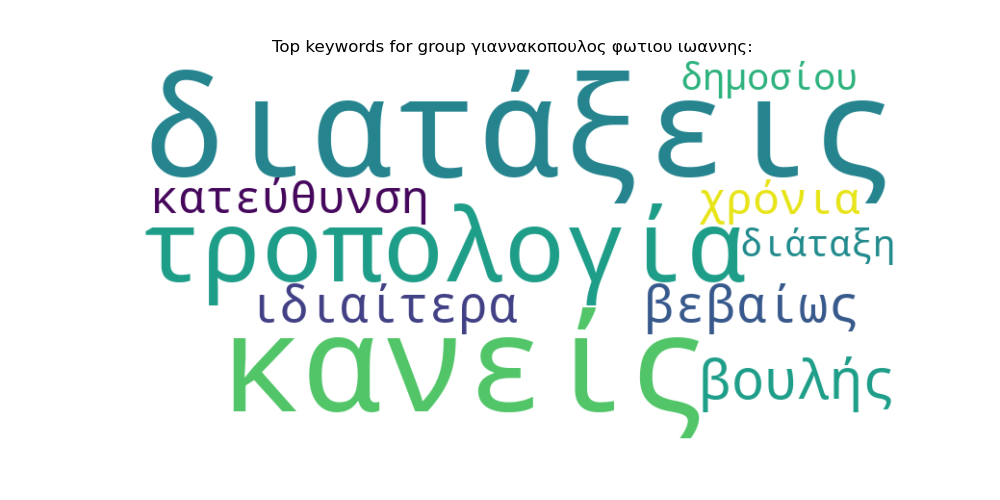 Top keywords for group γιαννακοπουλος φωτιου ιωαννης:
δημοσίου
διατάξεις
κατεύθυνση
χρόνια
τροπολογία
διάταξη
ιδιαίτερα
βεβαίως
κανείς
βουλής